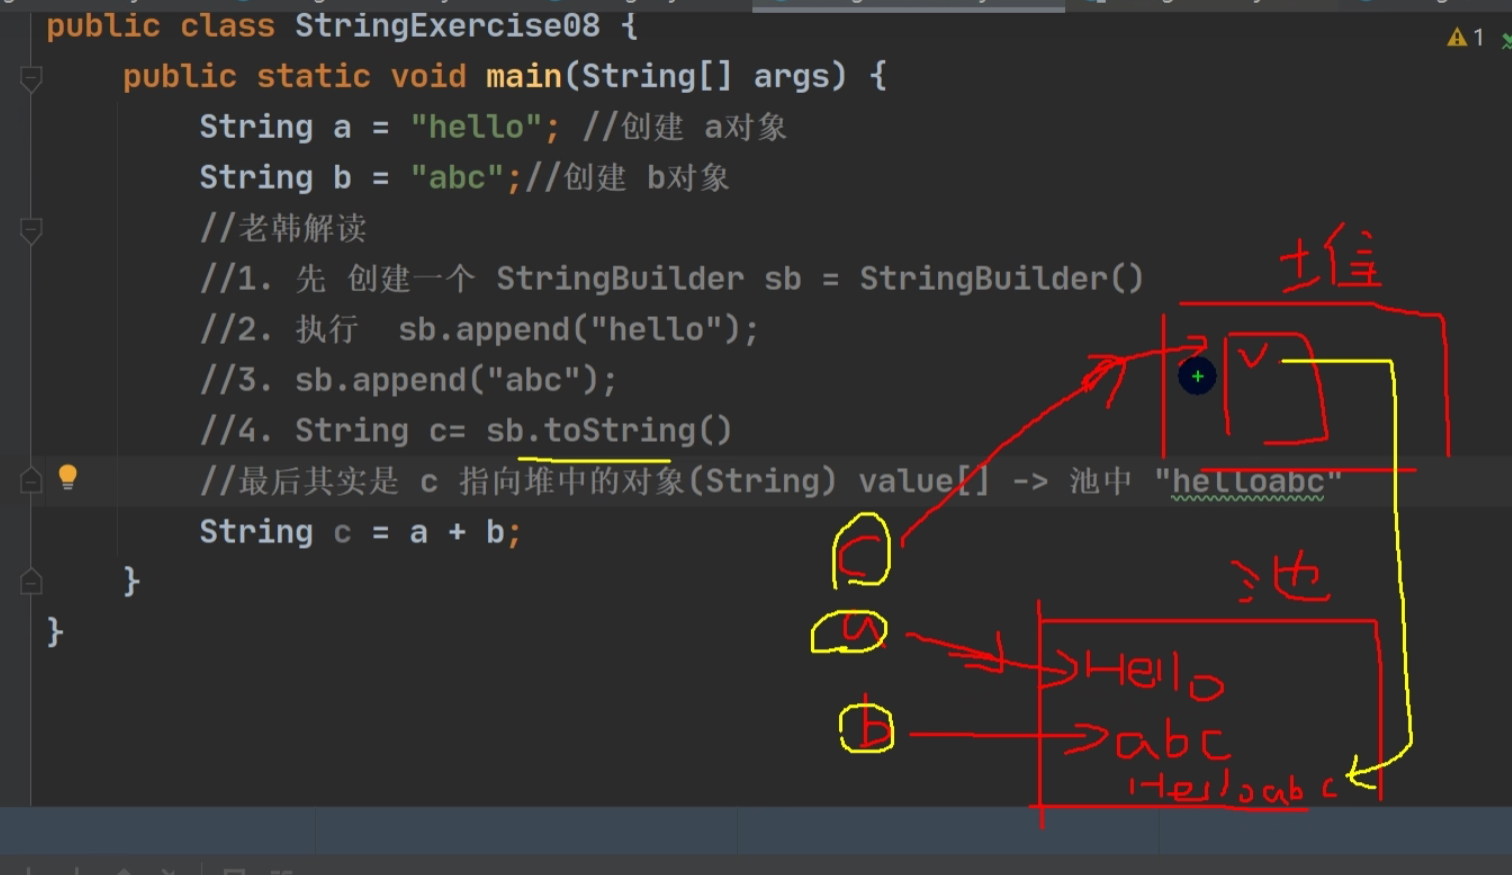 public class StringExercise08 {
public static void main(String[] args) {
String a = "hello"; //创建 a对象
String b = "abc";//创建 b对象
//老韩解读
//1. 先 创建一个 StringBuilder sb = StringBuilder()
//2. 执行  sb.append("hello");
//3. sb.append("abc");
//4. String c= sb.toString()
//最后其实是 c 指向堆中的对象(String) value[] -> 池中 "helloabc"
String c = a + b;
}
}
1
堆
V
C
a
b
池
Hello
abc
Helloabc